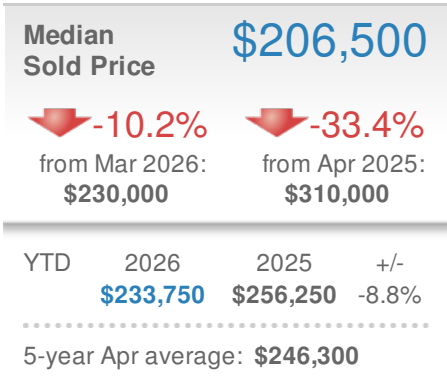 Median
Sold Price
$206,500
-10.2%
from Mar 2026:
$230,000
-33.4%
from Apr 2025:
$310,000
YTD 2026 2025 +/-
$233,750 $256,250 -8.8%
5-year Apr average: $246,300